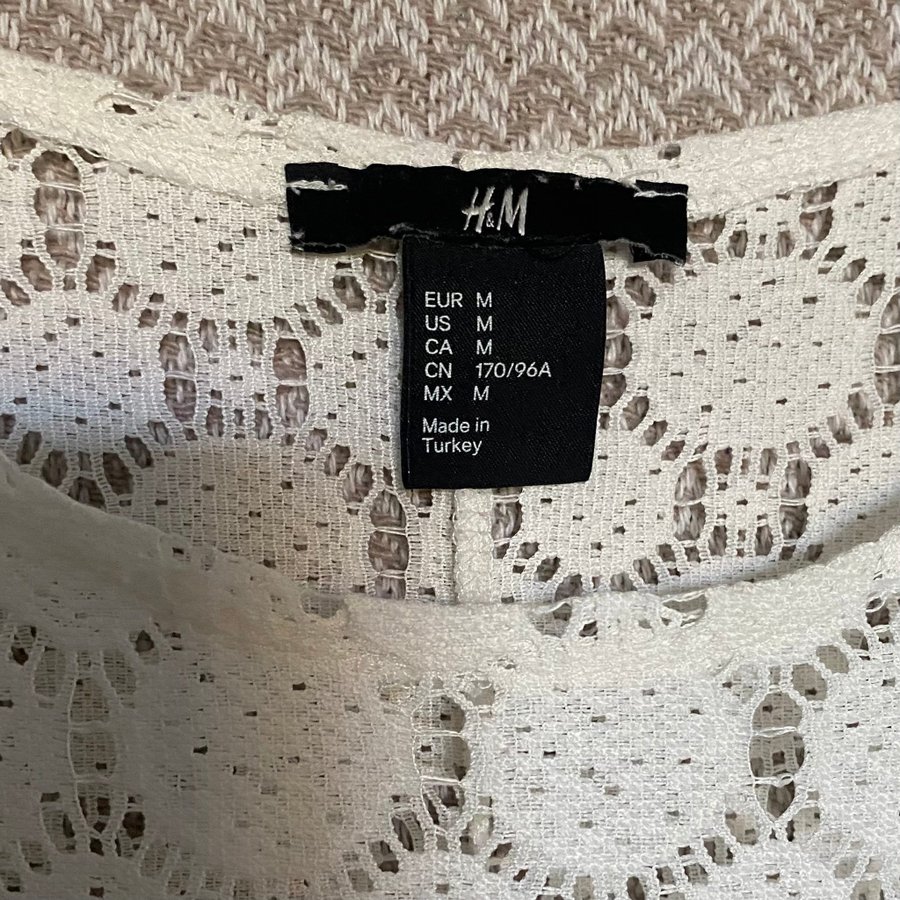 H&M
EUR M
US M
CA M
CN 170/96A
MX M
Made in
Turkey